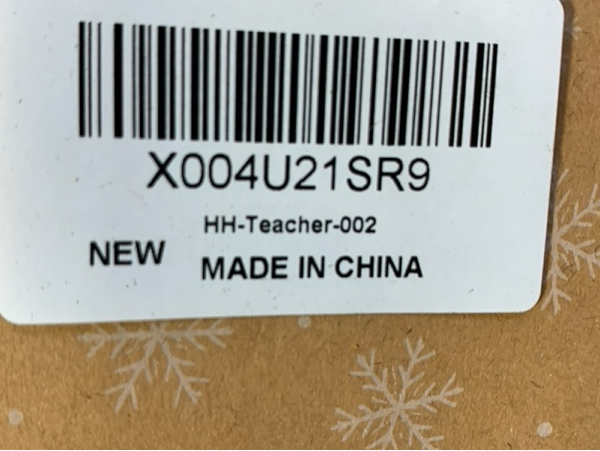 X004U21SR9
HH-Teacher-002
NEW MADE IN CHINA